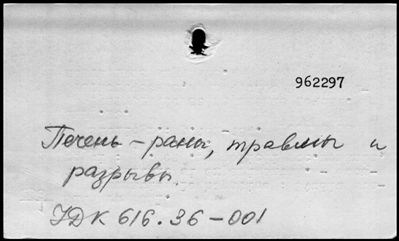 962297
Печень – раны, травмы и
разрывы.
УДК 616.36-001